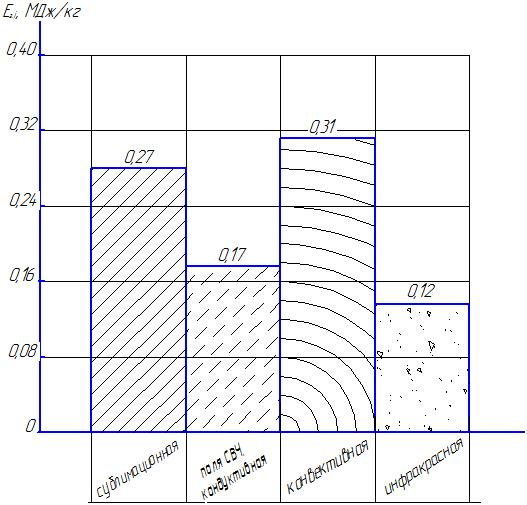 Eᵤᵢ, МДж/кг
0,40
0,32
0,31
0,27
0,24
0,17
0,16
0,12
0,08
0
сублимационная
поля СВЧ,
кондуктивная
конвективная
инфракрасная